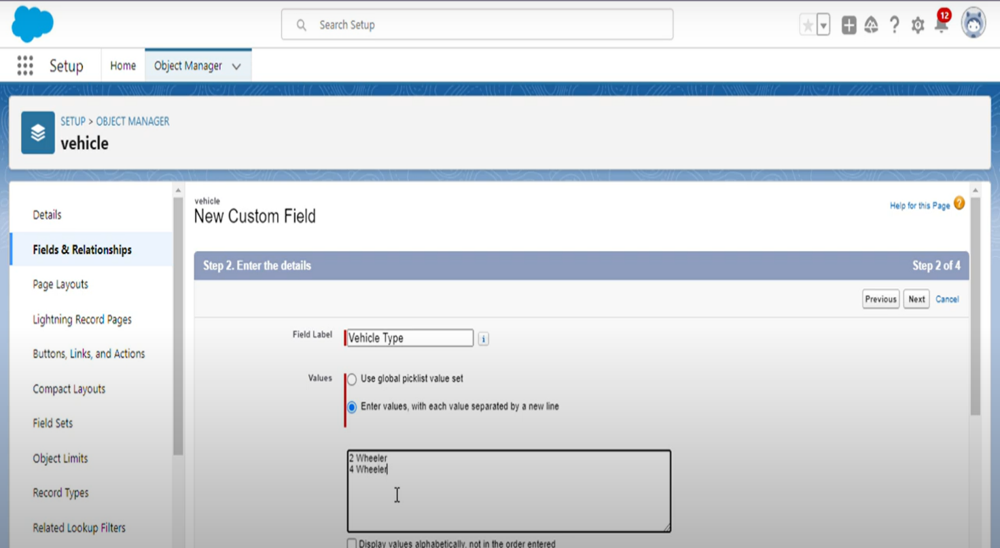 Search Setup
12
Setup
Home
Object Manager
SETUP > OBJECT MANAGER
vehicle
Details
Fields & Relationships
Page Layouts
Lightning Record Pages
Buttons, Links, and Actions
Compact Layouts
Field Sets
Object Limits
Record Types
Related Lookup Filters
vehicle
New Custom Field
Help for this Page ?
Step 2. Enter the details
Step 2 of 4
Previous
Next
Cancel
Field Label
Vehicle Type
i
Values
Use global picklist value set
Enter values, with each value separated by a new line
2 Wheeler
4 Wheeler
Display values alphabetically, not in the order entered